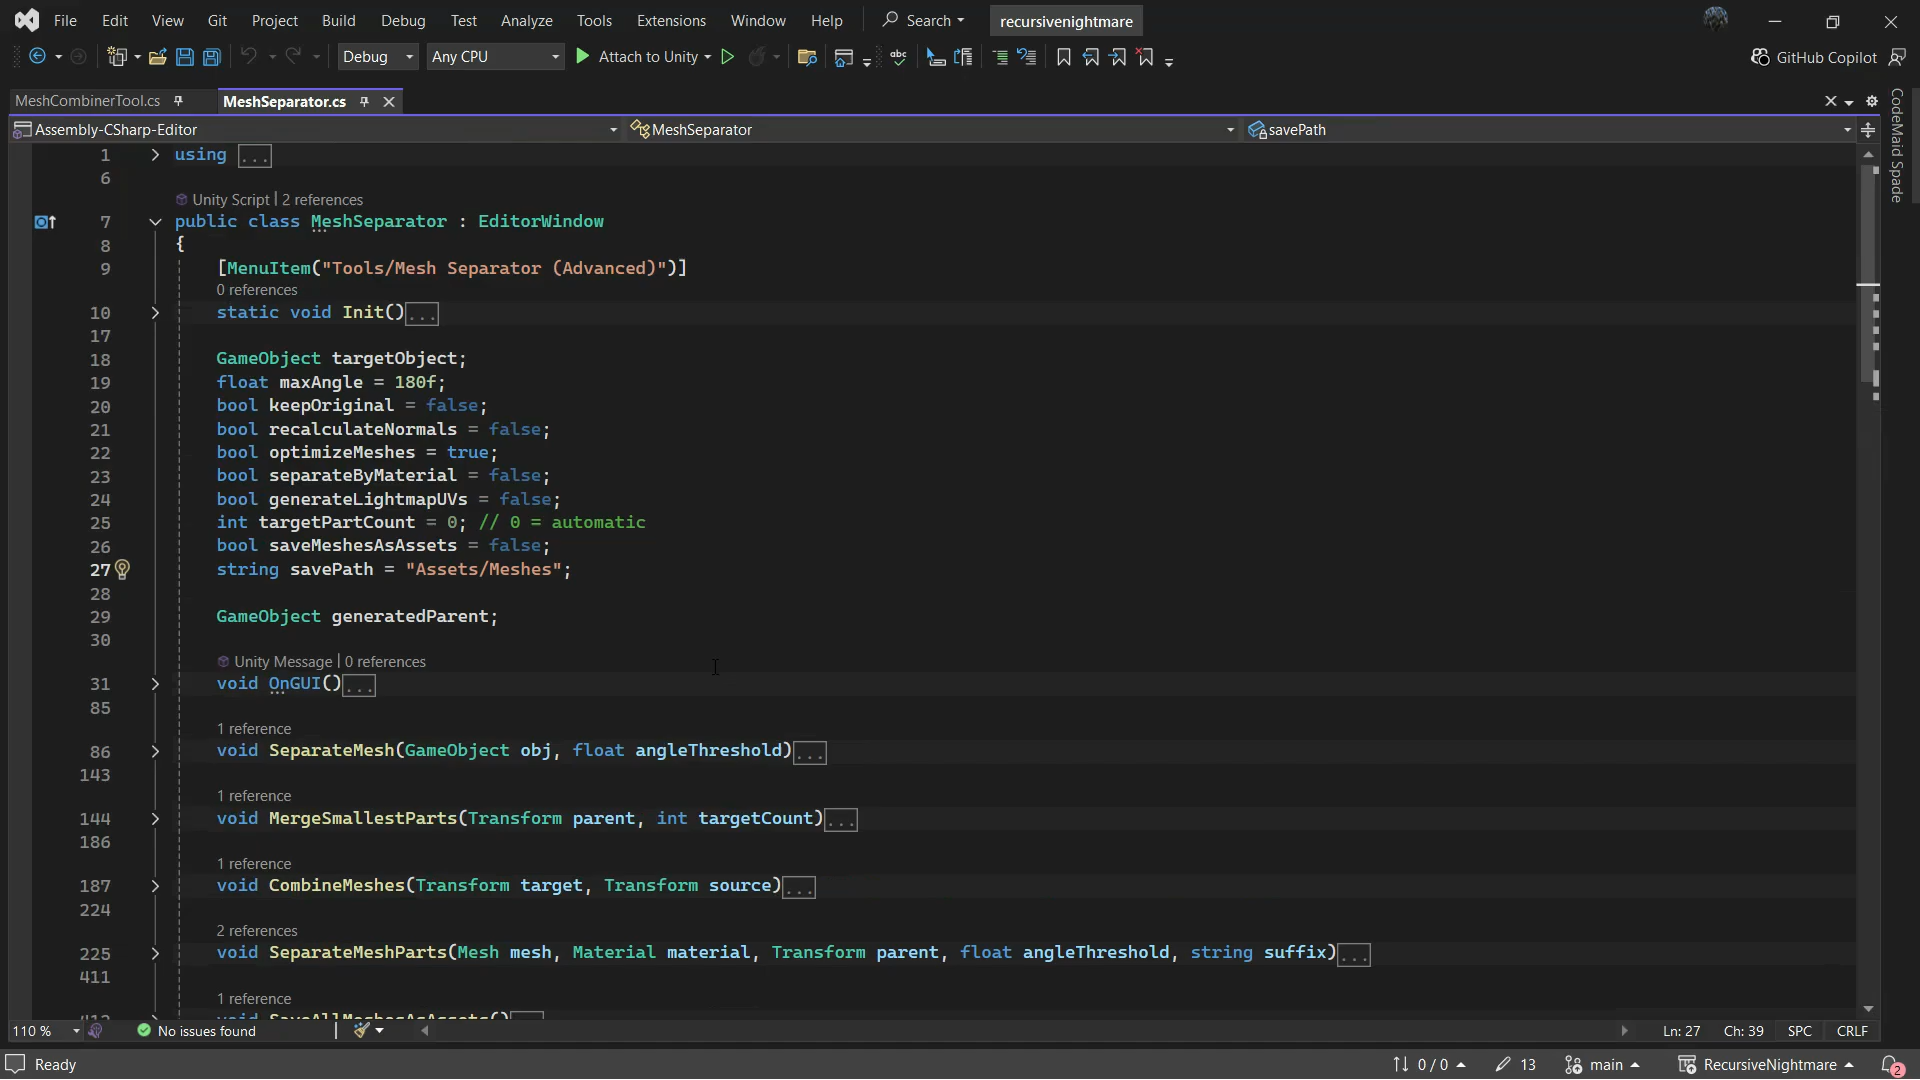 File Edit View Git Project Build Debug Test Analyze Tools Extensions Window Help Search recursivenightmare
Debug Any CPU Attach to Unity abc GitHub Copilot
MeshCombinerTool.cs MeshSeparator.cs
Assembly-CSharp-Editor MeshSeparator savePath
CodeMaid Spade
1 using ...
6
Unity Script | 2 references
7 public class MeshSeparator : EditorWindow
8 {
9 [MenuItem("Tools/Mesh Separator (Advanced)")]
0 references
10 static void Init()...
17
18 GameObject targetObject;
19 float maxAngle = 180f;
20 bool keepOriginal = false;
21 bool recalculateNormals = false;
22 bool optimizeMeshes = true;
23 bool separateByMaterial = false;
24 bool generateLightmapUVs = false;
25 int targetPartCount = 0; // 0 = automatic
26 bool saveMeshesAsAssets = false;
27 string savePath = "Assets/Meshes";
28
29 GameObject generatedParent;
30
Unity Message | 0 references
31 void OnGUI()...
85
1 reference
86 void SeparateMesh(GameObject obj, float angleThreshold)...
143
1 reference
144 void MergeSmallestParts(Transform parent, int targetCount)...
186
1 reference
187 void CombineMeshes(Transform target, Transform source)...
224
2 references
225 void SeparateMeshParts(Mesh mesh, Material material, Transform parent, float angleThreshold, string suffix)...
411
1 reference
412 void SaveAllMeshesAsAssets()
110 % No issues found Ln: 27 Ch: 39 SPC CRLF
Ready 0 / 0 13 main RecursiveNightmare 2